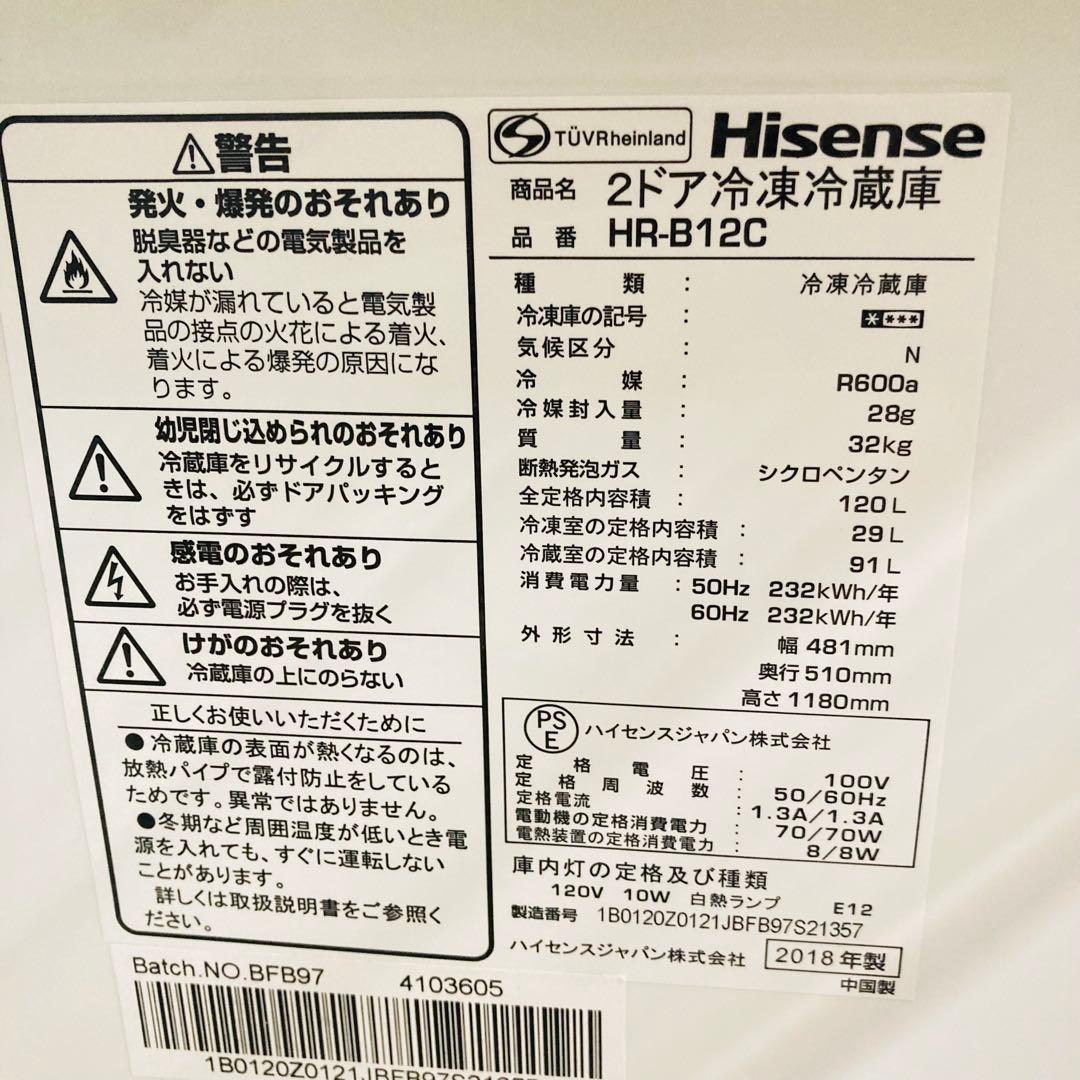 警告
発火・爆発のおそれあり
脱臭器などの電気製品を
入れない
冷媒が漏れていると電気製
品の接点の火花による着火、
着火による爆発の原因にな
ります。
幼児閉じ込められのおそれあり
冷蔵庫をリサイクルすると
きは、必ずドアパッキング
をはずす
感電のおそれあり
お手入れの際は、
必ず電源プラグを抜く
けがのおそれあり
冷蔵庫の上にのらない
正しくお使いいただくために
●冷蔵庫の表面が熱くなるのは、
放熱パイプで露付防止をしている
ためです。異常ではありません。
●冬期など周囲温度が低いとき電
源を入れても、すぐに運転しない
ことがあります。
詳しくは取扱説明書をご参照く
ださい。
TÜVRheinland Hisense
商品名 2ドア冷凍冷蔵庫
品番 HR-B12C
種類 : 冷凍冷蔵庫
冷凍庫の記号 : * ***
気候区分 : N
冷媒 : R600a
冷媒封入量 : 28g
質量 : 32kg
断熱発泡ガス : シクロペンタン
全定格内容積 : 120L
冷凍室の定格内容積 : 29L
冷蔵室の定格内容積 : 91L
消費電力量 : 50Hz 232kWh/年
60Hz 232kWh/年
外形寸法 : 幅 481mm
奥行 510mm
高さ 1180mm
PSE ハイセンスジャパン株式会社
定格電圧 : 100V
定格周波数 : 50/60Hz
定格電流 : 1.3A/1.3A
電動機の定格消費電力 : 70/70W
電熱装置の定格消費電力 : 8/8W
庫内灯の定格及び種類
120V 10W 白熱ランプ E12
製造番号 1B0120Z0121JBFB97S21357
ハイセンスジャパン株式会社 2018年製
中国製
Batch.NO.BFB97 4103605
1B0120Z0121JBFB97S21357